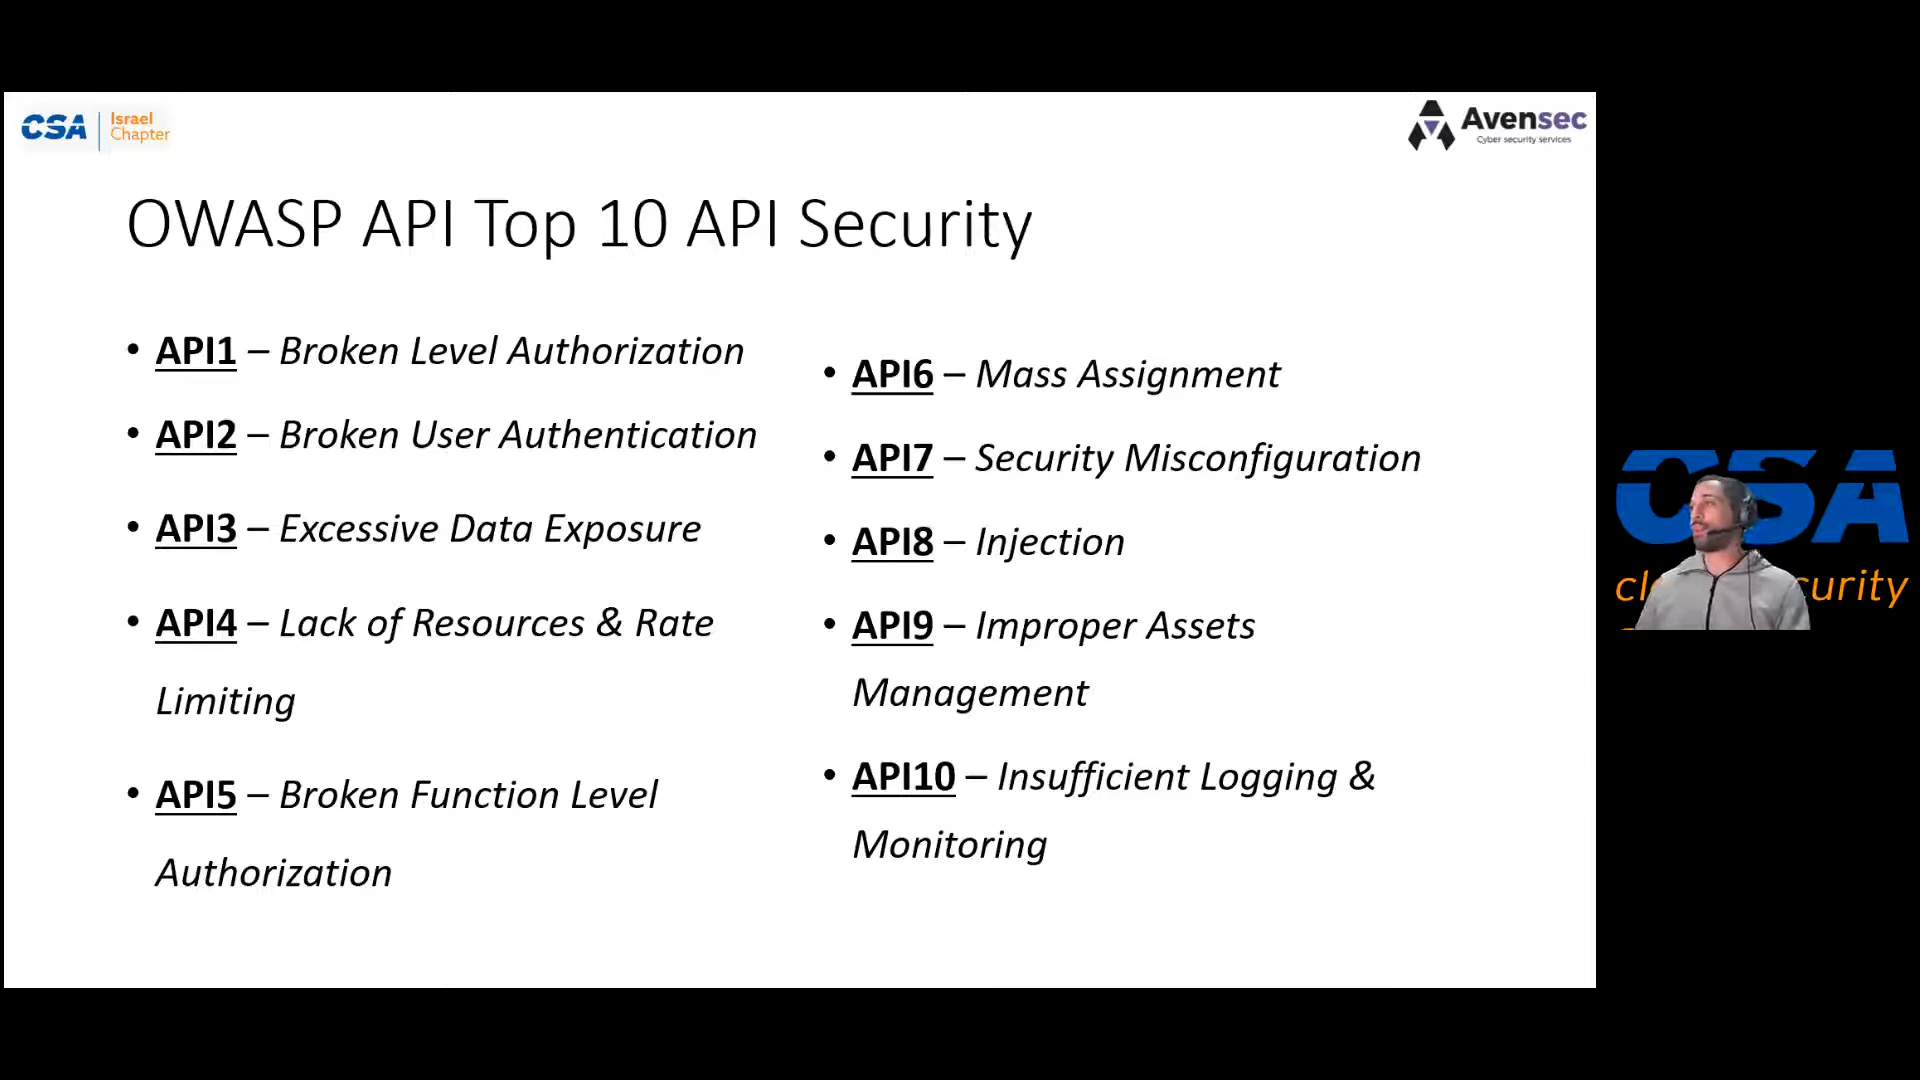 CSA Israel
Chapter
Avensec
Cyber security services
OWASP API Top 10 API Security
• API1 – Broken Level Authorization
• API2 – Broken User Authentication
• API3 – Excessive Data Exposure
• API4 – Lack of Resources & Rate
Limiting
• API5 – Broken Function Level
Authorization
• API6 – Mass Assignment
• API7 – Security Misconfiguration
• API8 – Injection
• API9 – Improper Assets
Management
• API10 – Insufficient Logging &
Monitoring
CSA